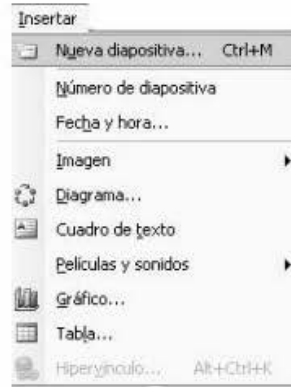 Insertar
Nueva diapositiva... Ctrl+M
Número de diapositiva
Fecha y hora...
Imagen
Diagrama...
Cuadro de texto
Películas y sonidos
Gráfico...
Tabla...
Hipervínculo... Alt+Ctrl+K